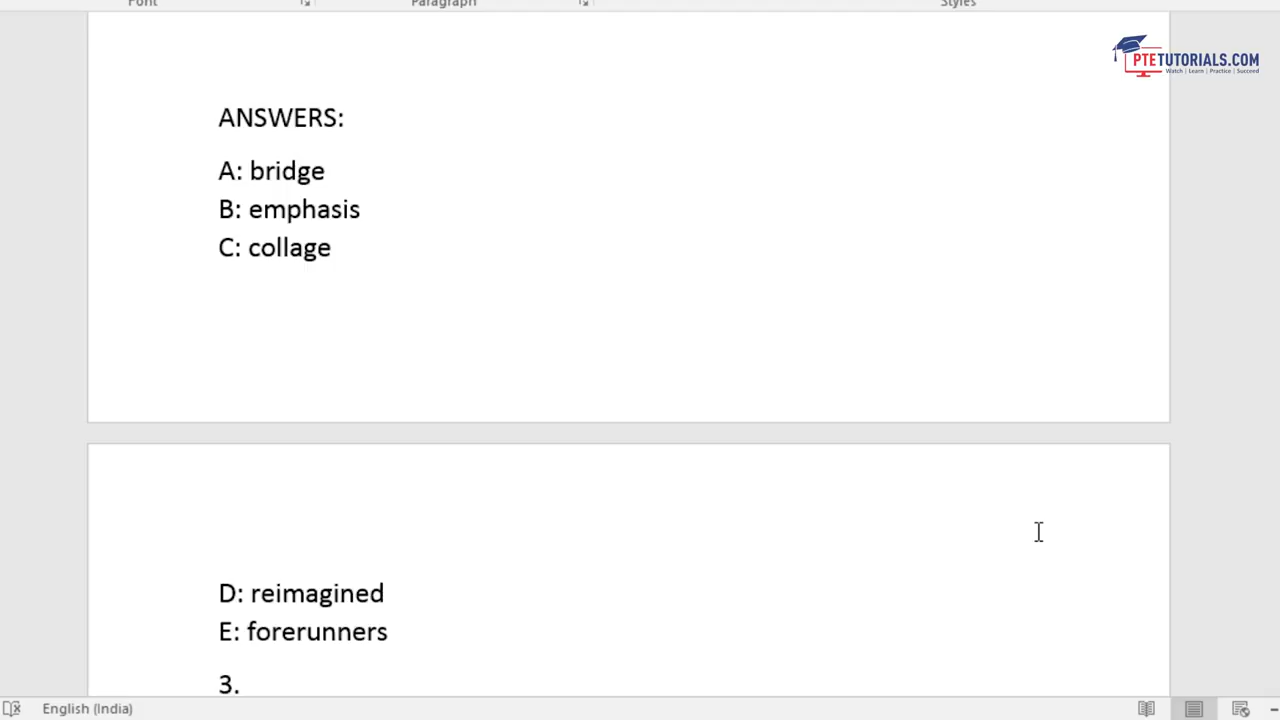 Font
Paragraph
Styles
PTETUTORIALS.COM
Watch | Learn | Practice | Succeed
ANSWERS:
A: bridge
B: emphasis
C: collage
D: reimagined
E: forerunners
3.
English (India)